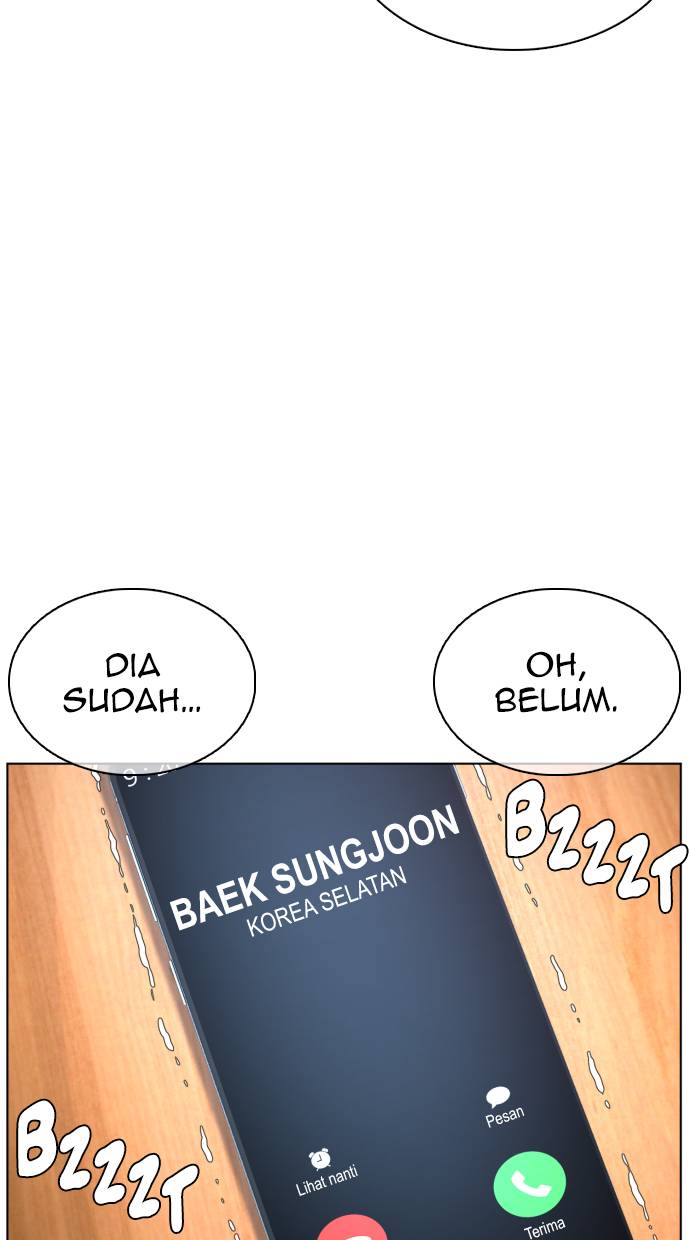 DIA
SUDAH...
OH,
BELUM.
BZZZT
BAEK SUNGJOON
KOREA SELATAN
BZZZT
Pesan
Lihat nanti
Terima